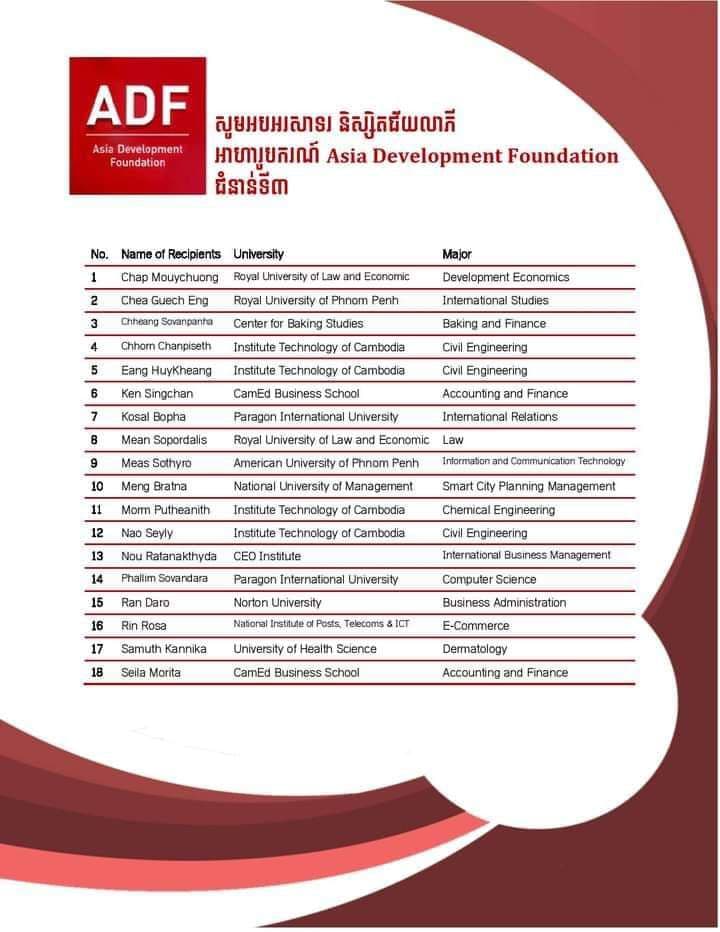 ADF
Asia Development
Foundation
សូមអបអរសាទរ និស្សិតជ័យលាភី
អាហារូបករណ៍ Asia Development Foundation
ជំនាន់ទី៣
No. Name of Recipients University Major
1 Chap Mouychuong Royal University of Law and Economic Development Economics
2 Chea Guech Eng Royal University of Phnom Penh International Studies
3 Chheang Sovanpanha Center for Baking Studies Baking and Finance
4 Chhorn Chanpiseth Institute Technology of Cambodia Civil Engineering
5 Eang HuyKheang Institute Technology of Cambodia Civil Engineering
6 Ken Singchan CamEd Business School Accounting and Finance
7 Kosal Bopha Paragon International University International Relations
8 Mean Sopordalis Royal University of Law and Economic Law
9 Meas Sothyro American University of Phnom Penh Information and Communication Technology
10 Meng Bratna National University of Management Smart City Planning Management
11 Morm Putheanith Institute Technology of Cambodia Chemical Engineering
12 Nao Seyly Institute Technology of Cambodia Civil Engineering
13 Nou Ratanakthyda CEO Institute International Business Management
14 Phallim Sovandara Paragon International University Computer Science
15 Ran Daro Norton University Business Administration
16 Rin Rosa National Institute of Posts, Telecoms & ICT E-Commerce
17 Samuth Kannika University of Health Science Dermatology
18 Seila Morita CamEd Business School Accounting and Finance